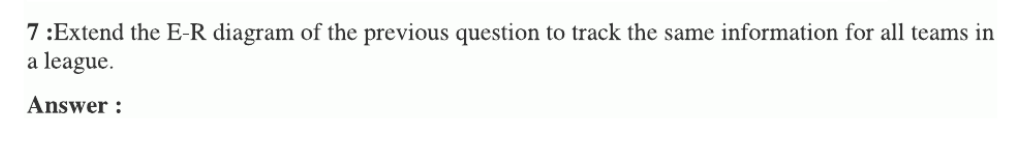 7 :Extend the E-R diagram of the previous question to track the same information for all teams in
a league.
Answer :